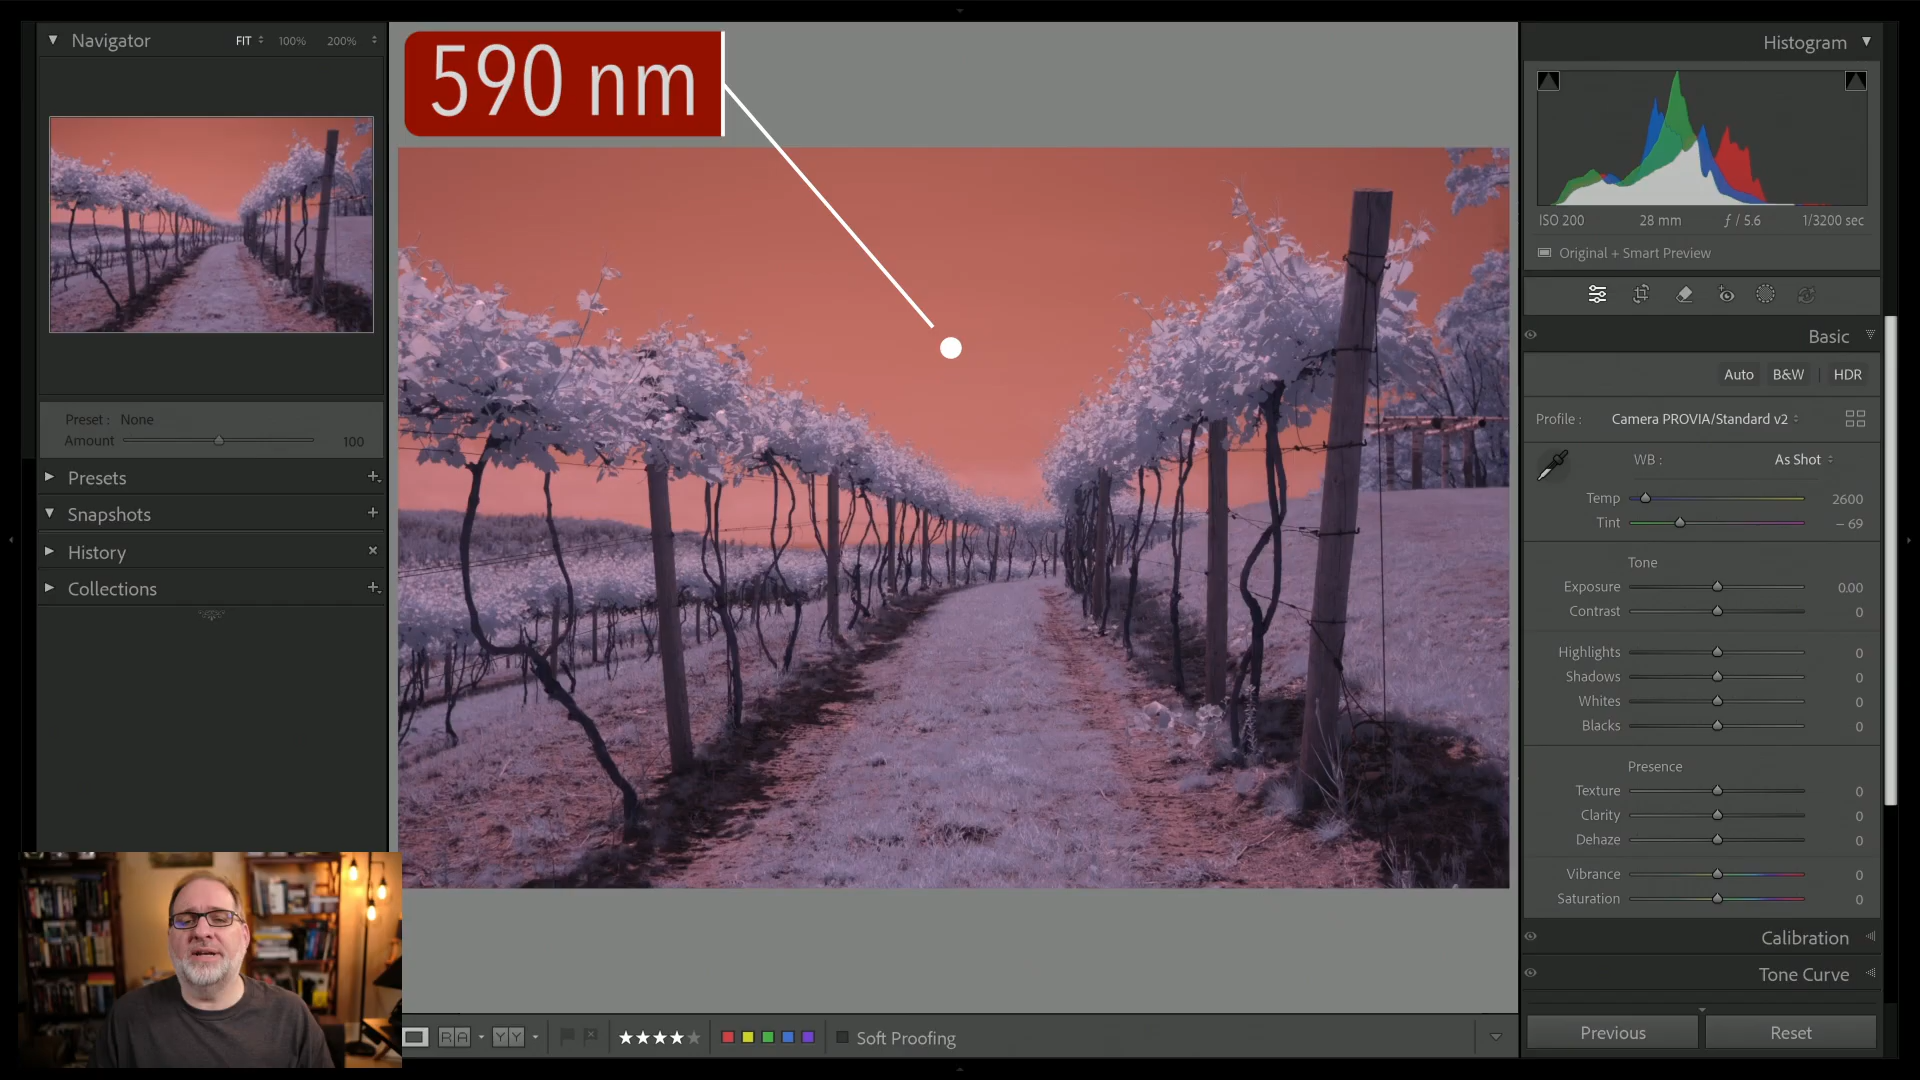 Navigator
FIT 100% 200%
Preset : None
Amount 100
Presets
Snapshots
History
Collections
590 nm
Histogram
ISO 200 28 mm ƒ / 5.6 1/3200 sec
Original + Smart Preview
Basic
Auto B&W HDR
Profile : Camera PROVIA/Standard v2
WB : As Shot
Temp 2600
Tint – 69
Tone
Exposure 0.00
Contrast 0
Highlights 0
Shadows 0
Whites 0
Blacks 0
Presence
Texture 0
Clarity 0
Dehaze 0
Vibrance 0
Saturation 0
Calibration
Tone Curve
Previous Reset
R A Y Y Soft Proofing